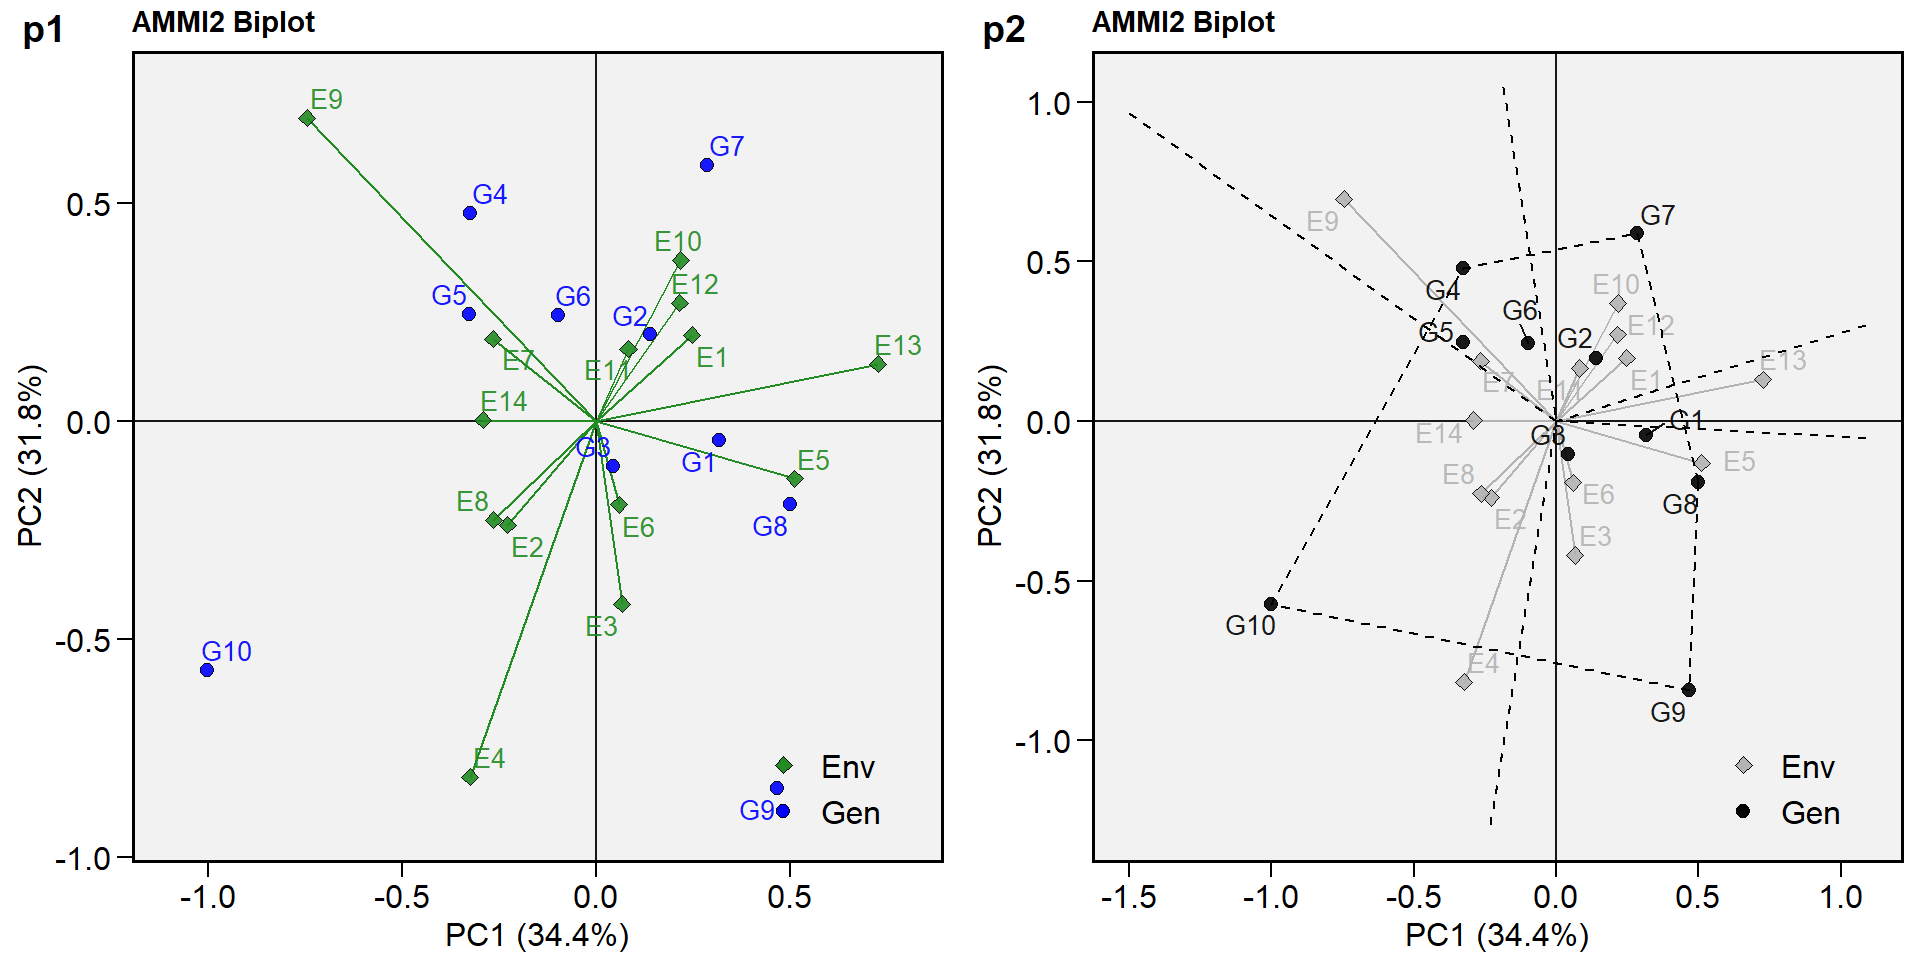 p1
AMMI2 Biplot
E9
G7
G4
E10
E12
G5
G6
G2
E13
E7
E11
E1
E14
G3
G1
E5
E8
E2
E6
G8
E3
G10
E4
G9
Env
Gen
0.5
0.0
-0.5
-1.0
PC2 (31.8%)
-1.0
-0.5
0.0
0.5
PC1 (34.4%)
p2
AMMI2 Biplot
E9
G7
G4
E10
G6
E12
G5
G2
E7
E11
E1
E13
E14
G3
G1
E8
E5
E2
E6
G8
E3
G10
E4
G9
Env
Gen
1.0
0.5
0.0
-0.5
-1.0
PC2 (31.8%)
-1.5
-1.0
-0.5
0.0
0.5
1.0
PC1 (34.4%)